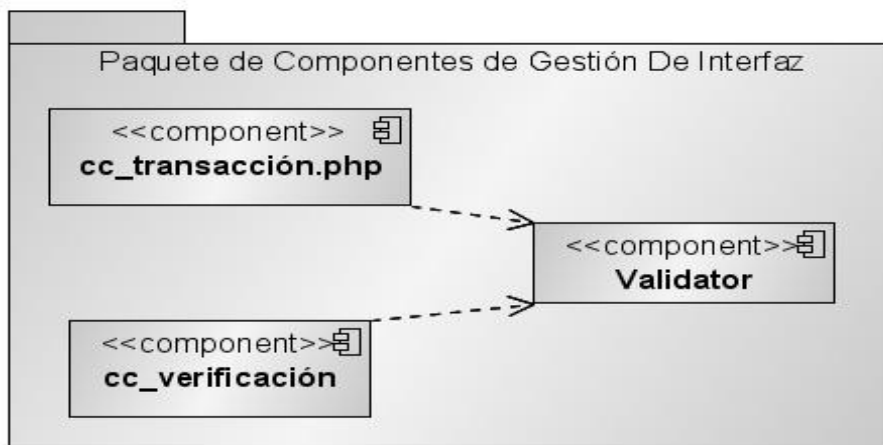 Paquete de Componentes de Gestión De Interfaz
<<component>>
cc_transacción.php
<<component>>
Validator
<<component>>
cc_verificación